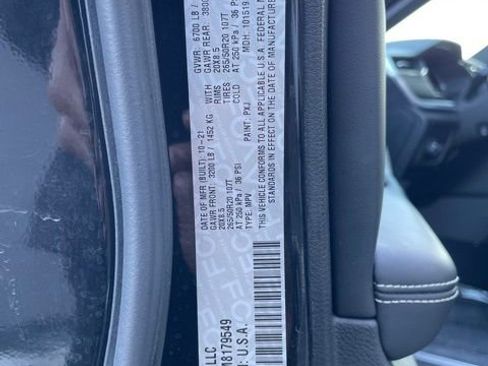 LLC
18179549
: U.S.A.
DATE OF MFR (BUILT) 10-21
GAWR FRONT: 3200 LB / 1452 KG
20X8.5
265/50R20 107T
AT 250 kPa / 36 PSI
TYPE: MPV
GVWR: 6700 LB /
GAWR REAR: 3800
WITH RIMS 20X8.5
TIRES 265/50R20 107T
COLD AT 250 kPa / 36 PSI
PAINT: PXJ MDH: 101519
THIS VEHICLE CONFORMS TO ALL APPLICABLE U.S.A. FEDERAL M
STANDARDS IN EFFECT ON THE DATE OF MANUFACTURE